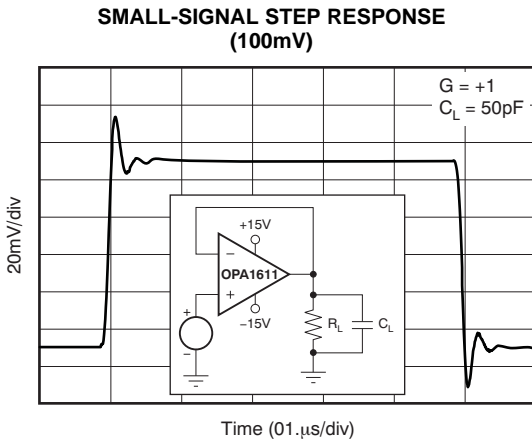 SMALL-SIGNAL STEP RESPONSE
(100mV)
G = +1
C_L = 50pF
20mV/div
+15V
−
OPA1611
+
+
−15V
−
R_L
C_L
Time (01.μs/div)